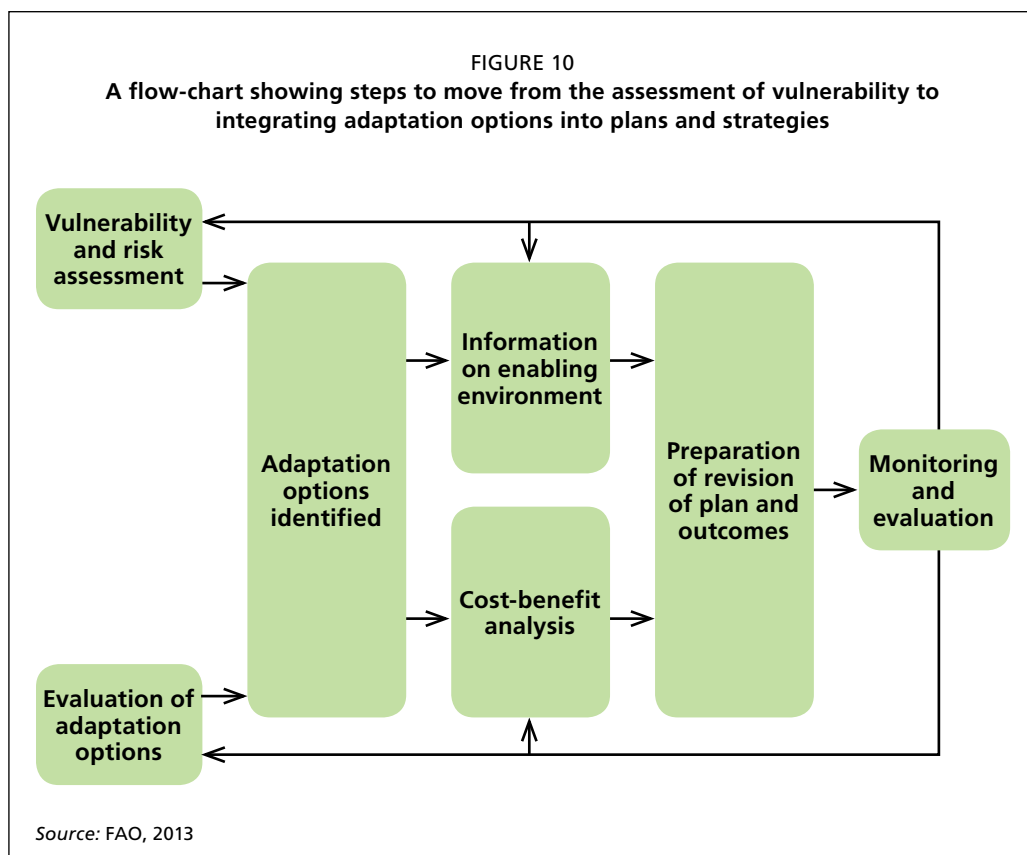 FIGURE 10
A flow-chart showing steps to move from the assessment of vulnerability to
integrating adaptation options into plans and strategies
Vulnerability
and risk
assessment
Evaluation of
adaptation
options
Adaptation
options
identified
Information
on enabling
environment
Cost-benefit
analysis
Preparation
of revision
of plan and
outcomes
Monitoring
and
evaluation
Source: FAO, 2013